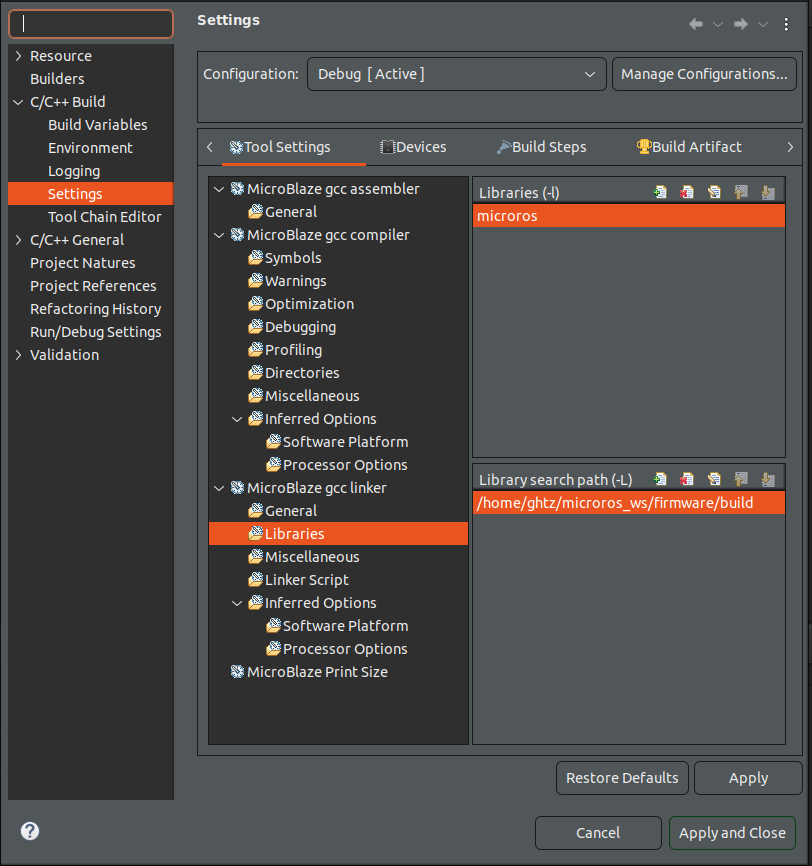 Settings
Resource
Builders
C/C++ Build
Build Variables
Environment
Logging
Settings
Tool Chain Editor
C/C++ General
Project Natures
Project References
Refactoring History
Run/Debug Settings
Validation
Configuration:
Debug [ Active ]
Manage Configurations...
Tool Settings
Devices
Build Steps
Build Artifact
MicroBlaze gcc assembler
General
MicroBlaze gcc compiler
Symbols
Warnings
Optimization
Debugging
Profiling
Directories
Miscellaneous
Inferred Options
Software Platform
Processor Options
MicroBlaze gcc linker
General
Libraries
Miscellaneous
Linker Script
Inferred Options
Software Platform
Processor Options
MicroBlaze Print Size
Libraries (-l)
microros
Library search path (-L)
/home/ghtz/microros_ws/firmware/build
Restore Defaults
Apply
?
Cancel
Apply and Close